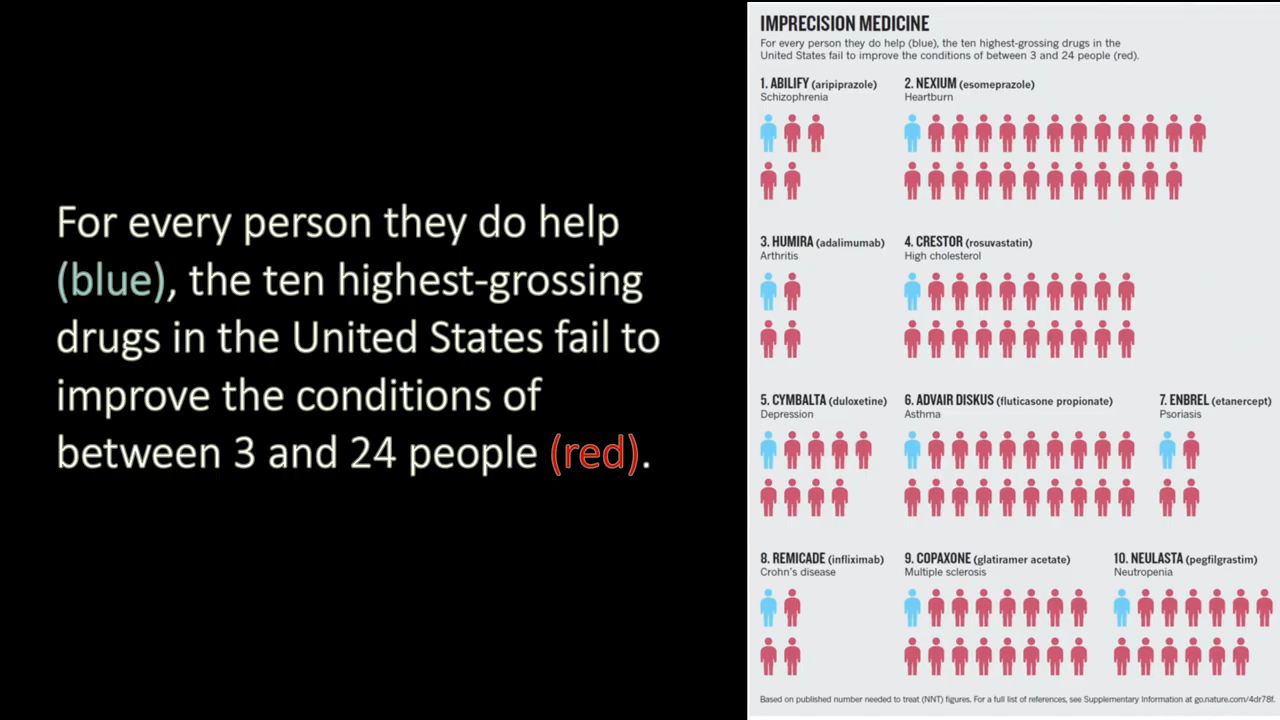 For every person they do help
(blue), the ten highest-grossing
drugs in the United States fail to
improve the conditions of
between 3 and 24 people (red).
IMPRECISION MEDICINE
For every person they do help (blue), the ten highest-grossing drugs in the
United States fail to improve the conditions of between 3 and 24 people (red).
1. ABILIFY (aripiprazole)
Schizophrenia
2. NEXIUM (esomeprazole)
Heartburn
3. HUMIRA (adalimumab)
Arthritis
4. CRESTOR (rosuvastatin)
High cholesterol
5. CYMBALTA (duloxetine)
Depression
6. ADVAIR DISKUS (fluticasone propionate)
Asthma
7. ENBREL (etanercept)
Psoriasis
8. REMICADE (infliximab)
Crohn's disease
9. COPAXONE (glatiramer acetate)
Multiple sclerosis
10. NEULASTA (pegfilgrastim)
Neutropenia
Based on published number needed to treat (NNT) figures. For a full list of references, see Supplementary Information at go.nature.com/4dr78f.